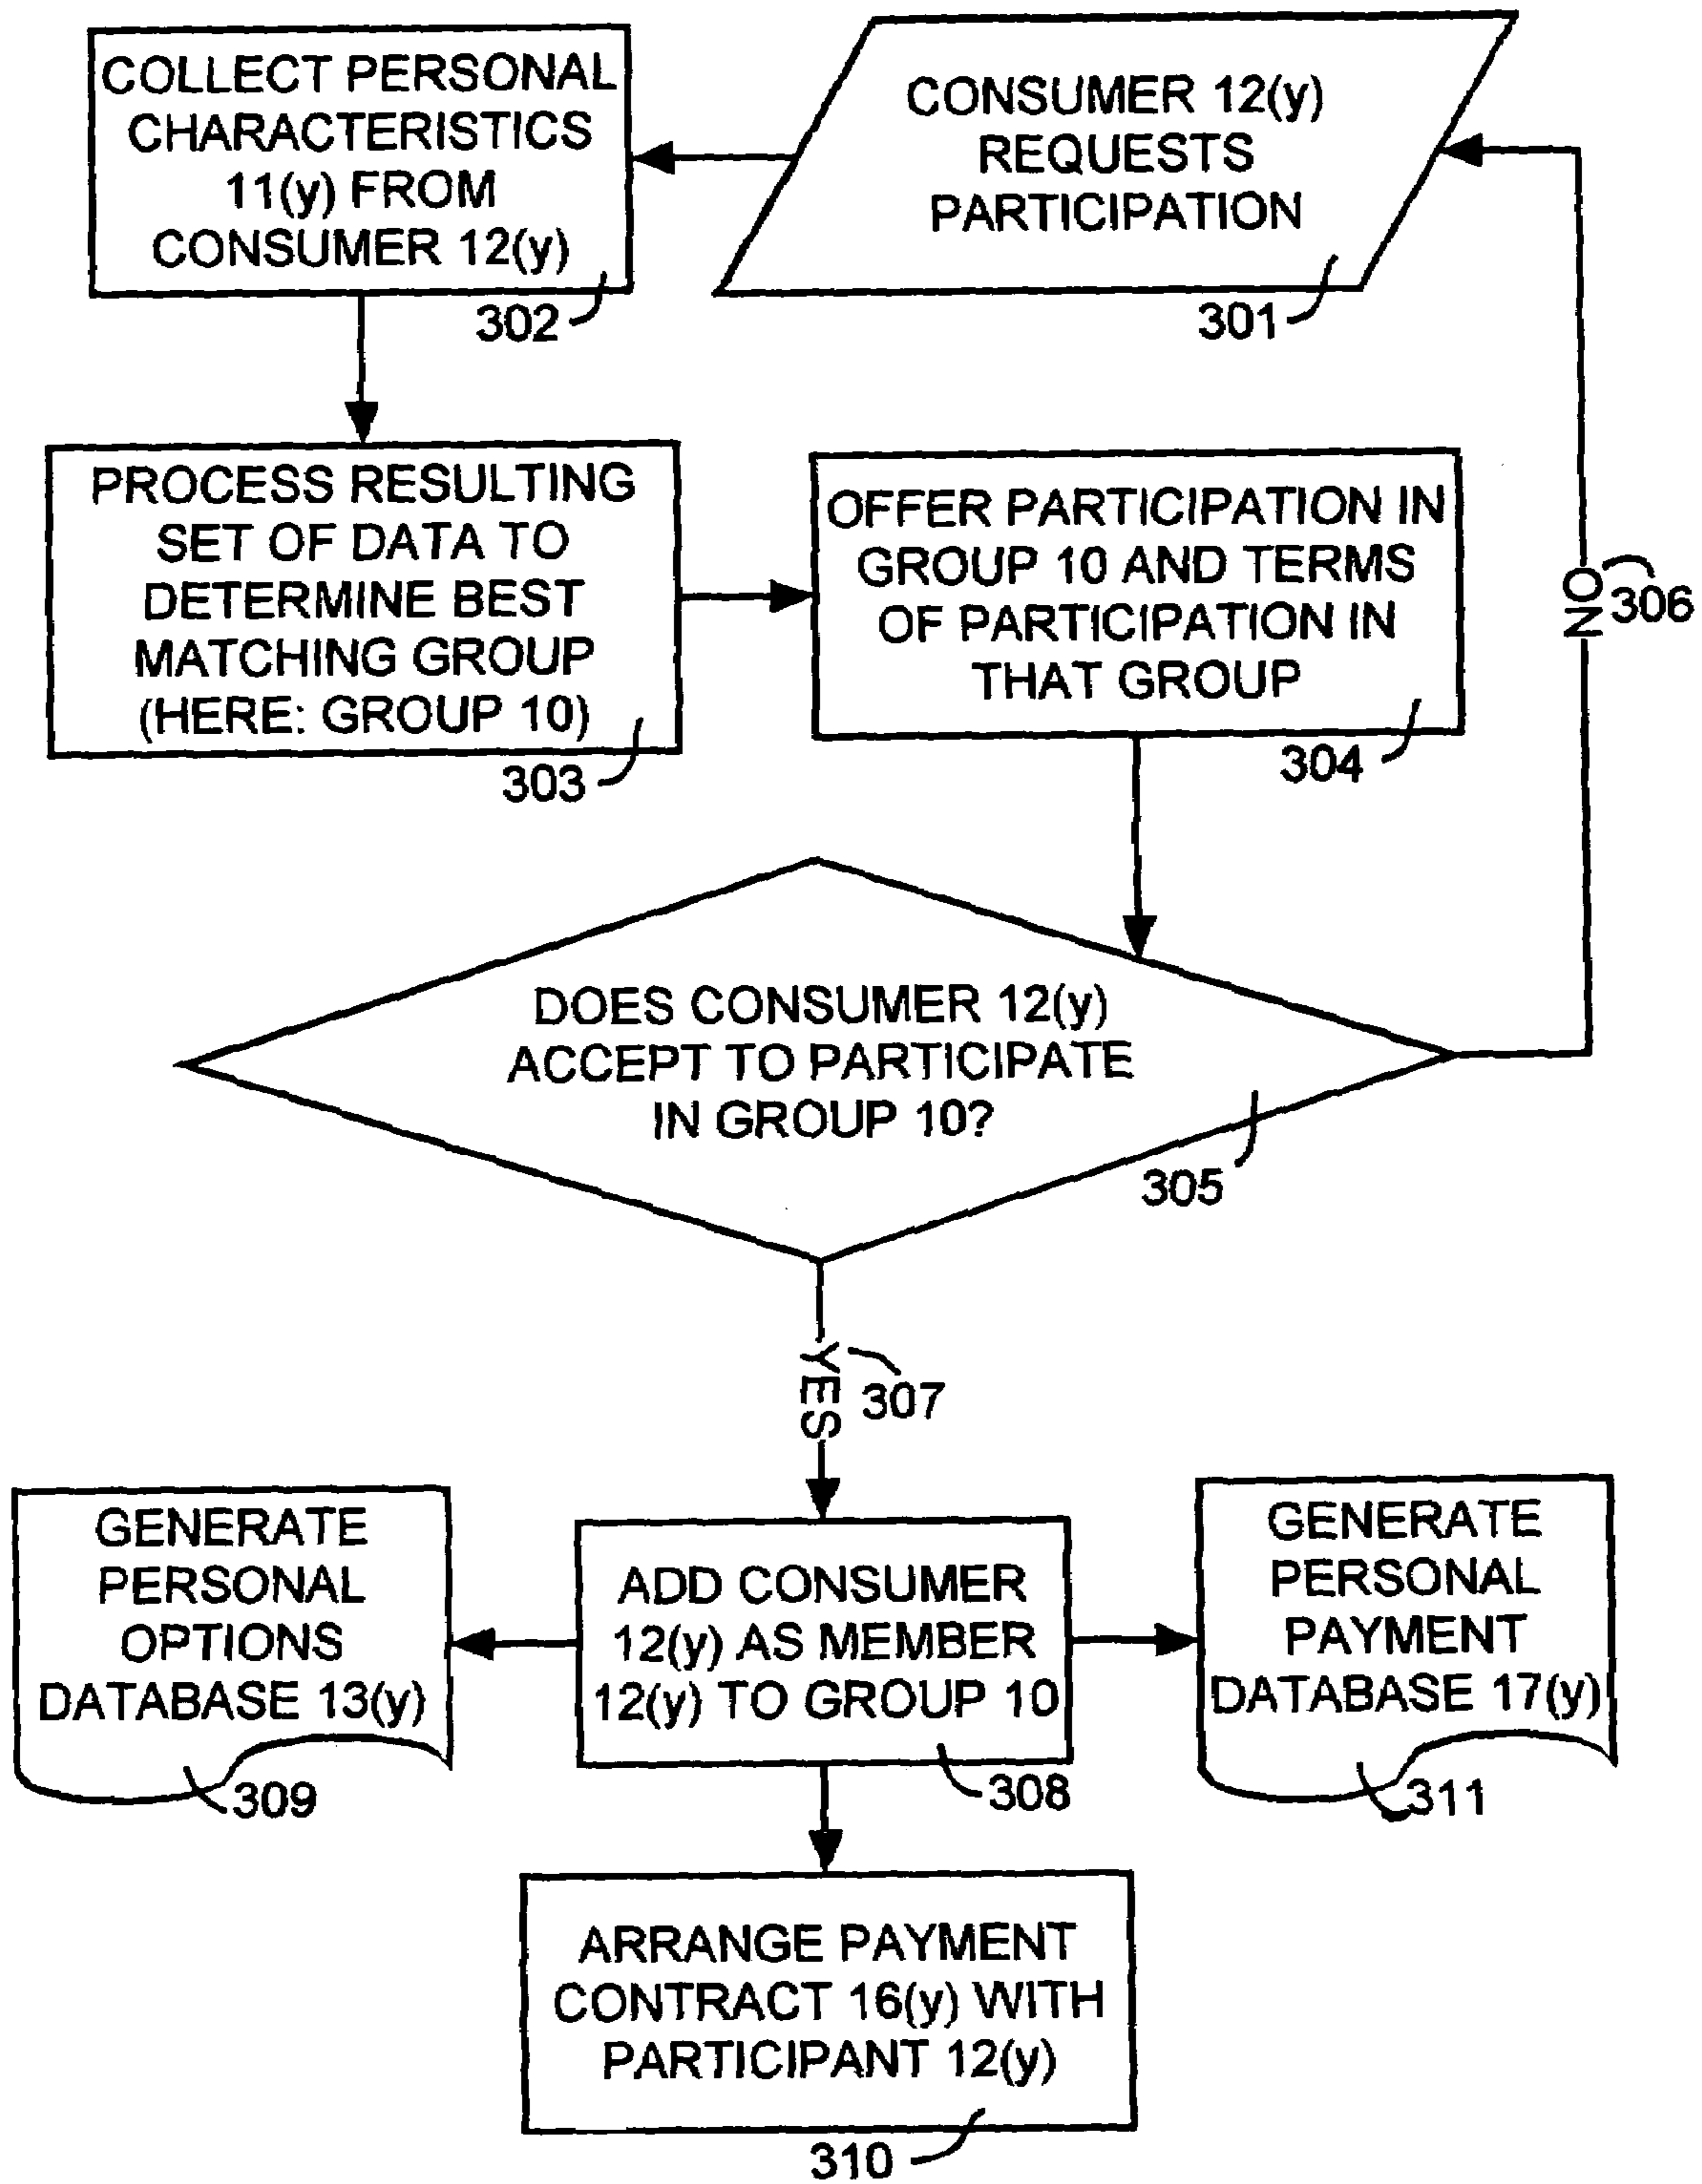 CONSUMER 12(y)
REQUESTS
PARTICIPATION
301
COLLECT PERSONAL
CHARACTERISTICS
11(y) FROM
CONSUMER 12(y)
302
PROCESS RESULTING
SET OF DATA TO
DETERMINE BEST
MATCHING GROUP
(HERE: GROUP 10)
303
OFFER PARTICIPATION IN
GROUP 10 AND TERMS
OF PARTICIPATION IN
THAT GROUP
304
DOES CONSUMER 12(y)
ACCEPT TO PARTICIPATE
IN GROUP 10?
305
NO
306
YES
307
ADD CONSUMER
12(y) AS MEMBER
12(y) TO GROUP 10
308
GENERATE
PERSONAL
OPTIONS
DATABASE 13(y)
309
ARRANGE PAYMENT
CONTRACT 16(y) WITH
PARTICIPANT 12(y)
310
GENERATE
PERSONAL
PAYMENT
DATABASE 17(y)
311